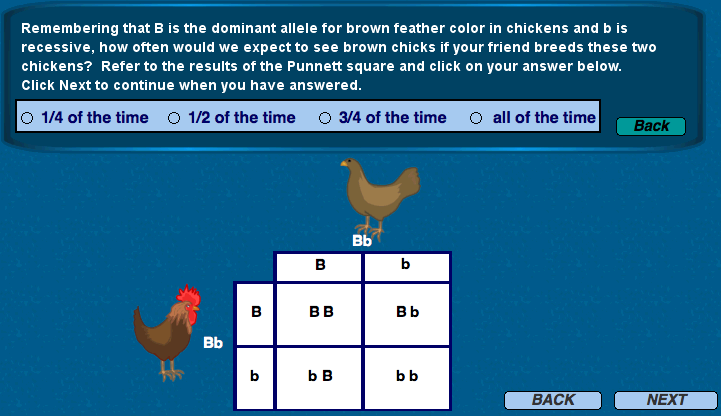 Remembering that B is the dominant allele for brown feather color in chickens and b is
recessive, how often would we expect to see brown chicks if your friend breeds these two
chickens?  Refer to the results of the Punnett square and click on your answer below.
Click Next to continue when you have answered.
1/4 of the time 1/2 of the time 3/4 of the time all of the time
Back
Bb
B b
B B B B b
Bb
b b B b b
BACK NEXT